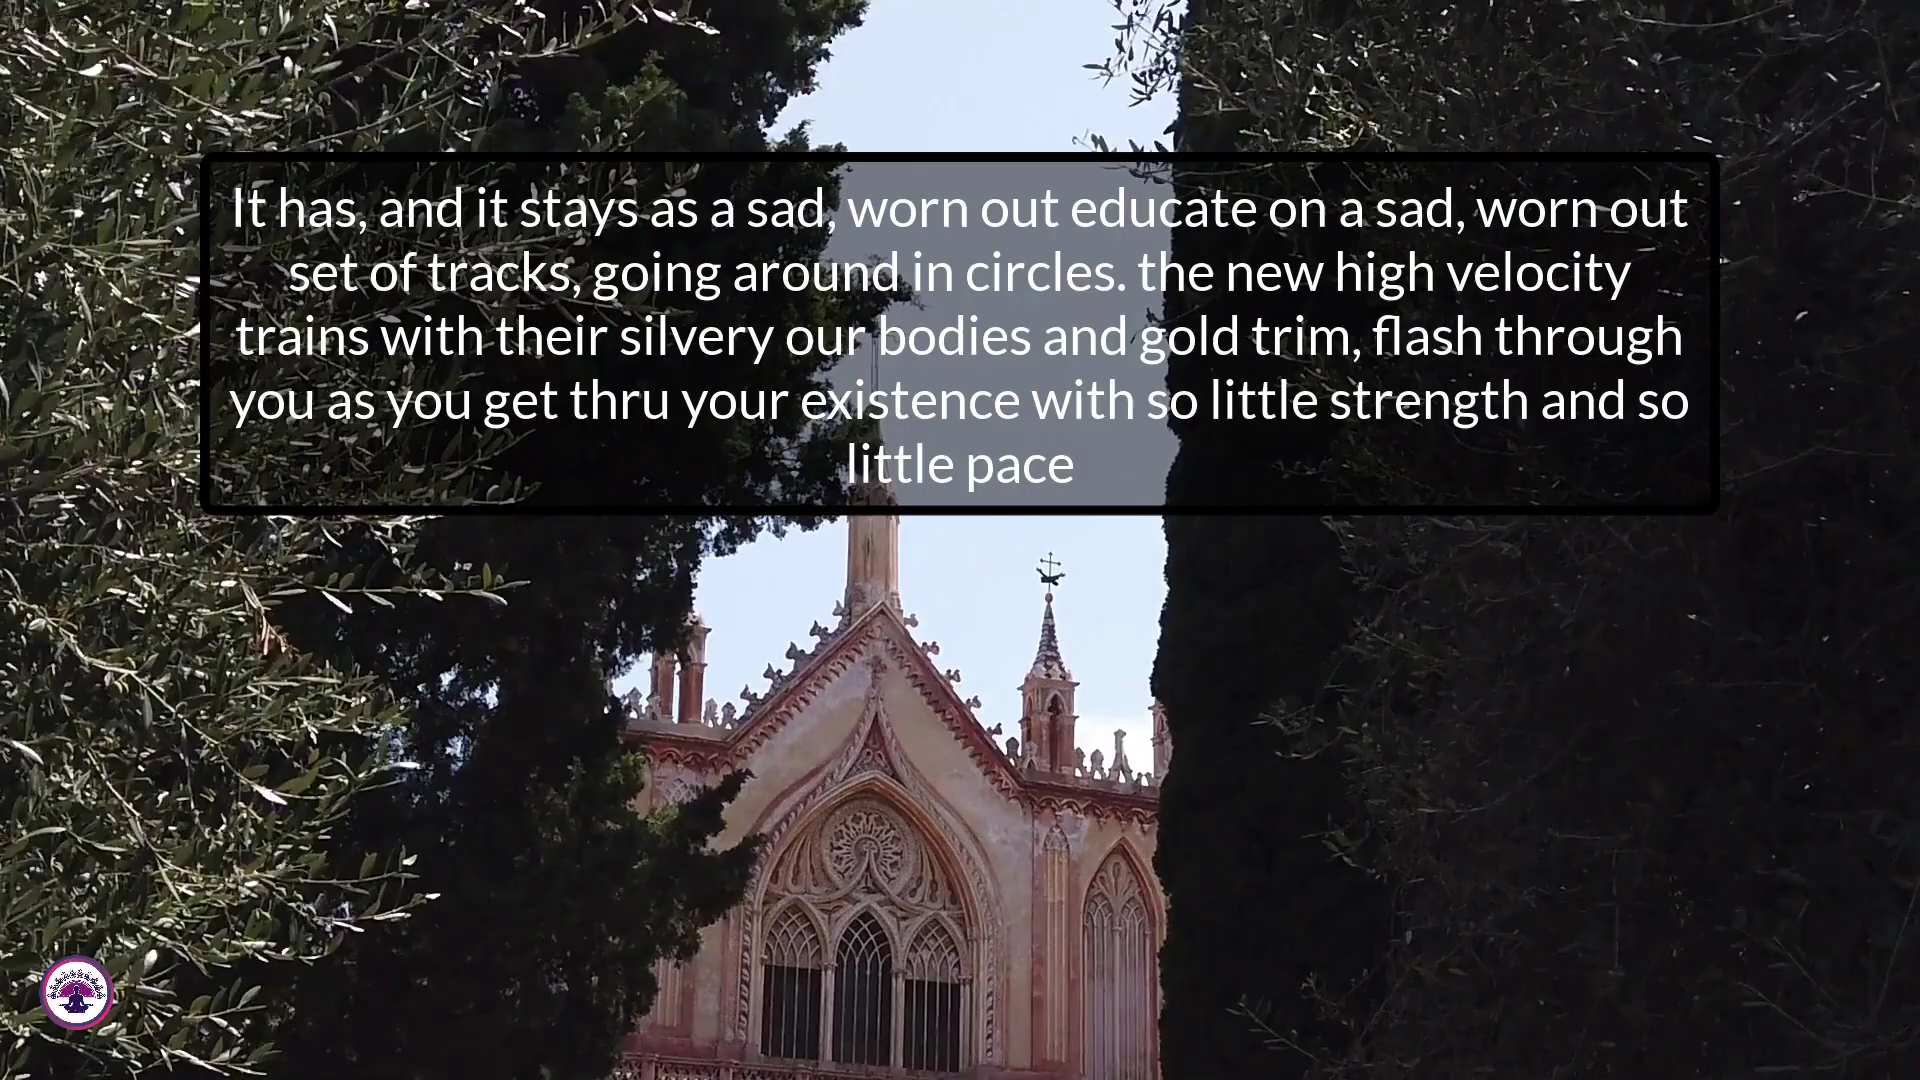 It has, and it stays as a sad, worn out educate on a sad, worn out
set of tracks, going around in circles. the new high velocity
trains with their silvery our bodies and gold trim, flash through
you as you get thru your existence with so little strength and so
little pace